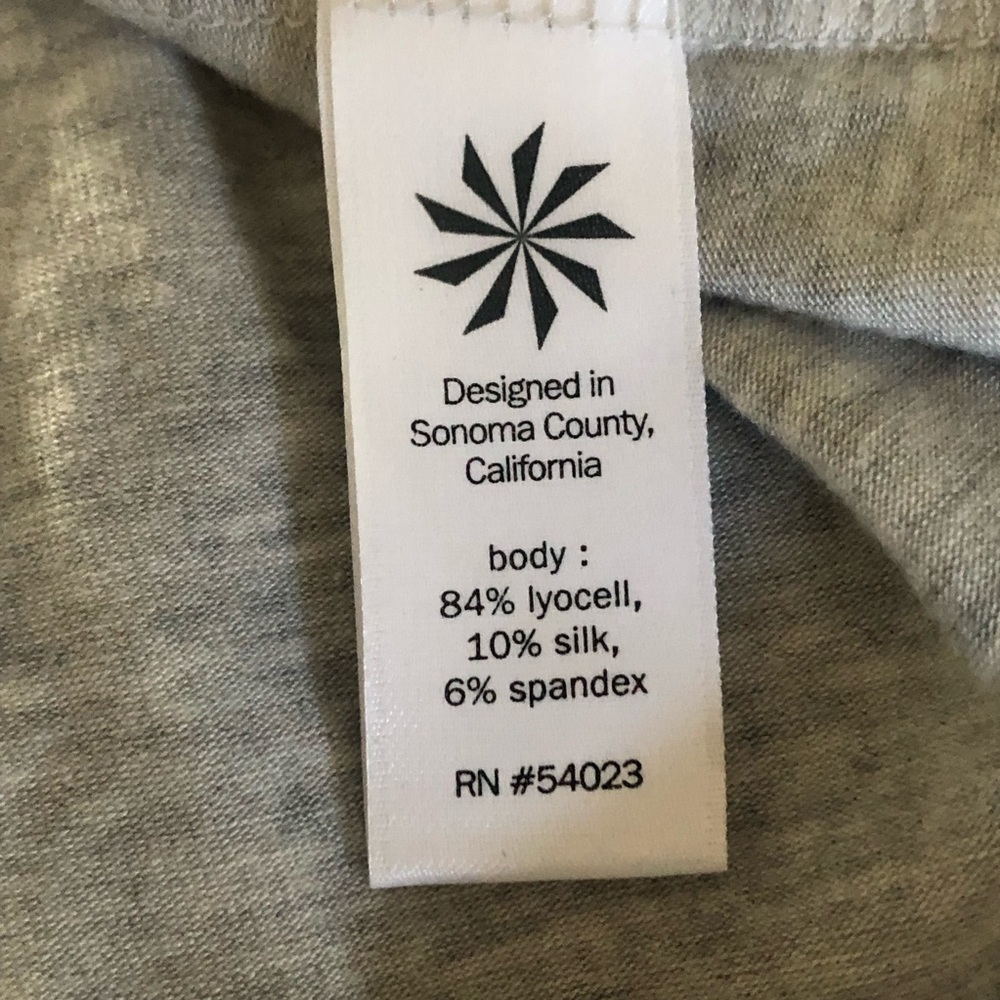 Designed in
Sonoma County,
California
body :
84% lyocell,
10% silk,
6% spandex
RN #54023